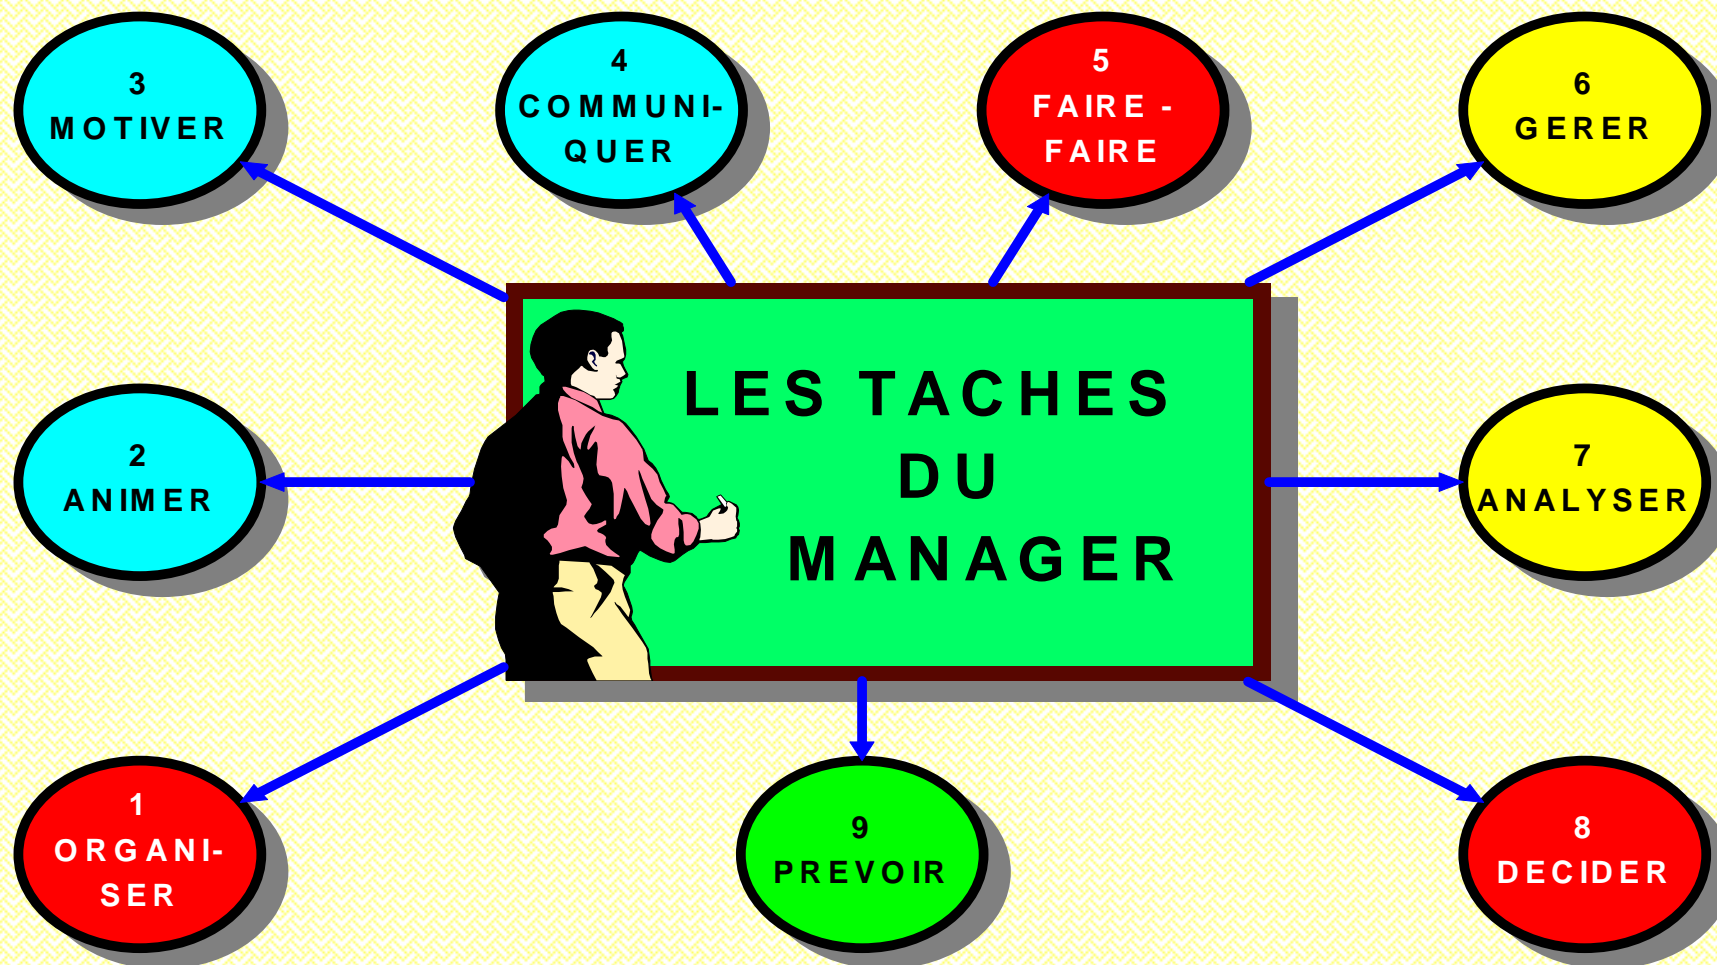 3
MOTIVER
4
COMMUNI-
QUER
5
FAIRE -
FAIRE
6
GERER
LES TACHES
DU
MANAGER
2
ANIMER
7
ANALYSER
1
ORGANI-
SER
9
PREVOIR
8
DECIDER